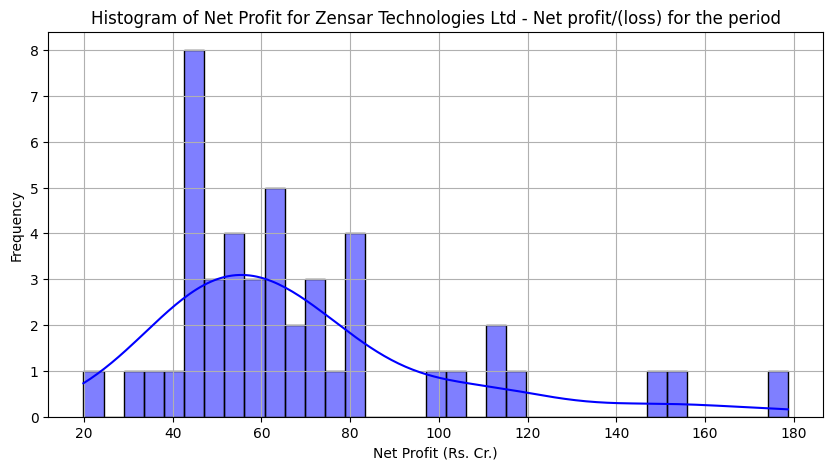 Histogram of Net Profit for Zensar Technologies Ltd - Net profit/(loss) for the period
8
7
6
5
4
3
2
1
0
Frequency
20 40 60 80 100 120 140 160 180
Net Profit (Rs. Cr.)